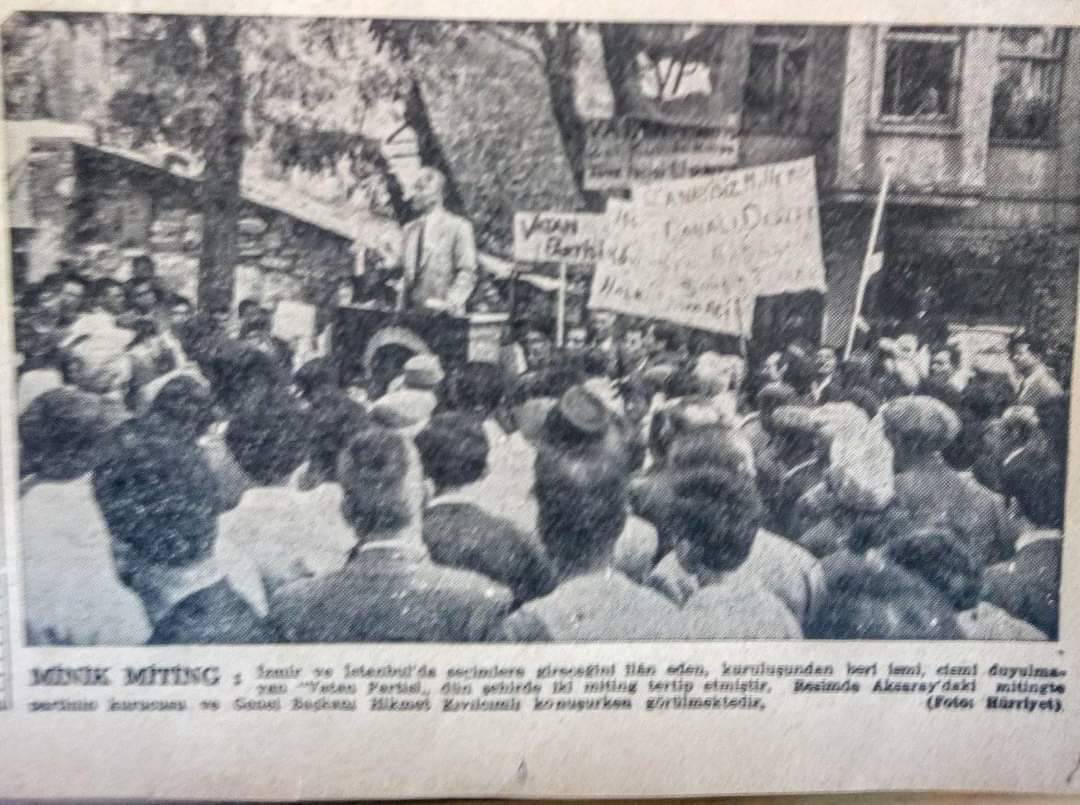 VP
VATAN
Partisi
MİNİK MİTİNG : İzmir ve İstanbul'da seçimlere gireceğini ilân eden, kuruluşundan beri ismi, cismi duyulma-
yan "Vatan Partisi,, dün şehirde iki miting tertip etmiştir. Resimde Aksaray'daki mitingte
partinin kurucusu ve Genel Başkanı Hikmet Kıvılcımlı konuşurken görülmektedir.
(Foto: Hürriyet)